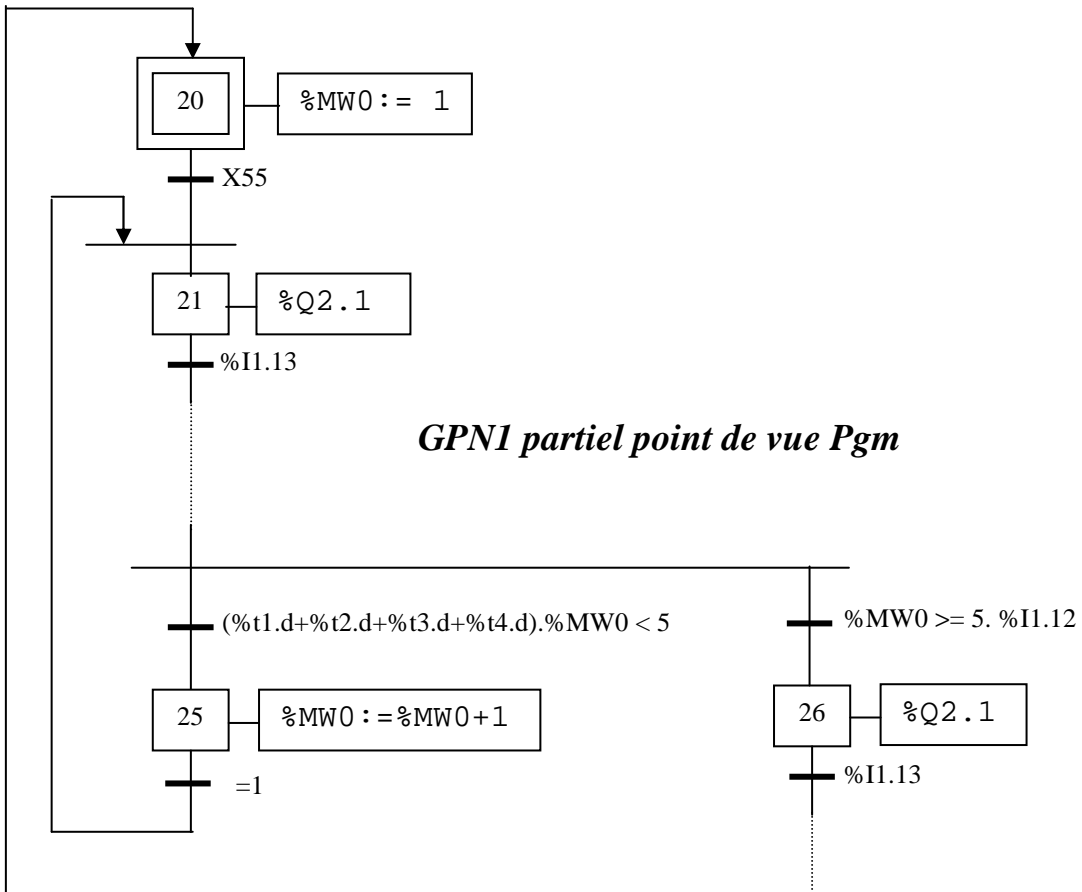 20
%MW0:= 1
X55
21
%Q2.1
%I1.13
GPN1 partiel point de vue Pgm
(%t1.d+%t2.d+%t3.d+%t4.d).%MW0 < 5
%MW0 >= 5. %I1.12
25
%MW0:=%MW0+1
26
%Q2.1
=1
%I1.13